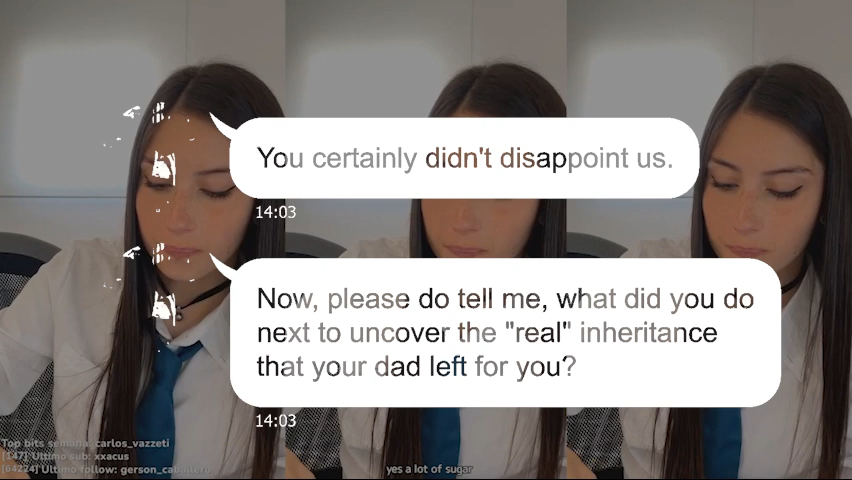 You certainly didn't disappoint us.
14:03
Now, please do tell me, what did you do
next to uncover the "real" inheritance
that your dad left for you?
14:03
Top bits semana: carlos_vazzeti
[147] Ultimo sub: xxacus
[64224] Ultimo follow: gerson_caballero
yes a lot of sugar